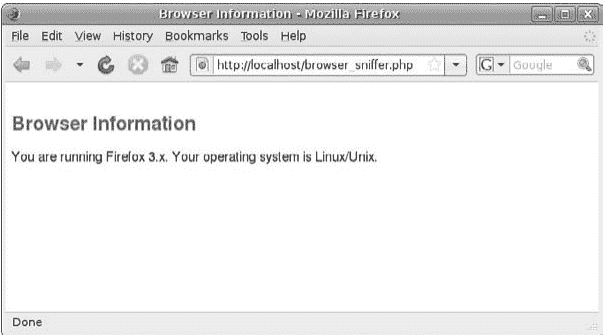 Browser Information - Mozilla Firefox
File Edit View History Bookmarks Tools Help
http://localhost/browser_sniffer.php G Google
Browser Information
You are running Firefox 3.x. Your operating system is Linux/Unix.
Done